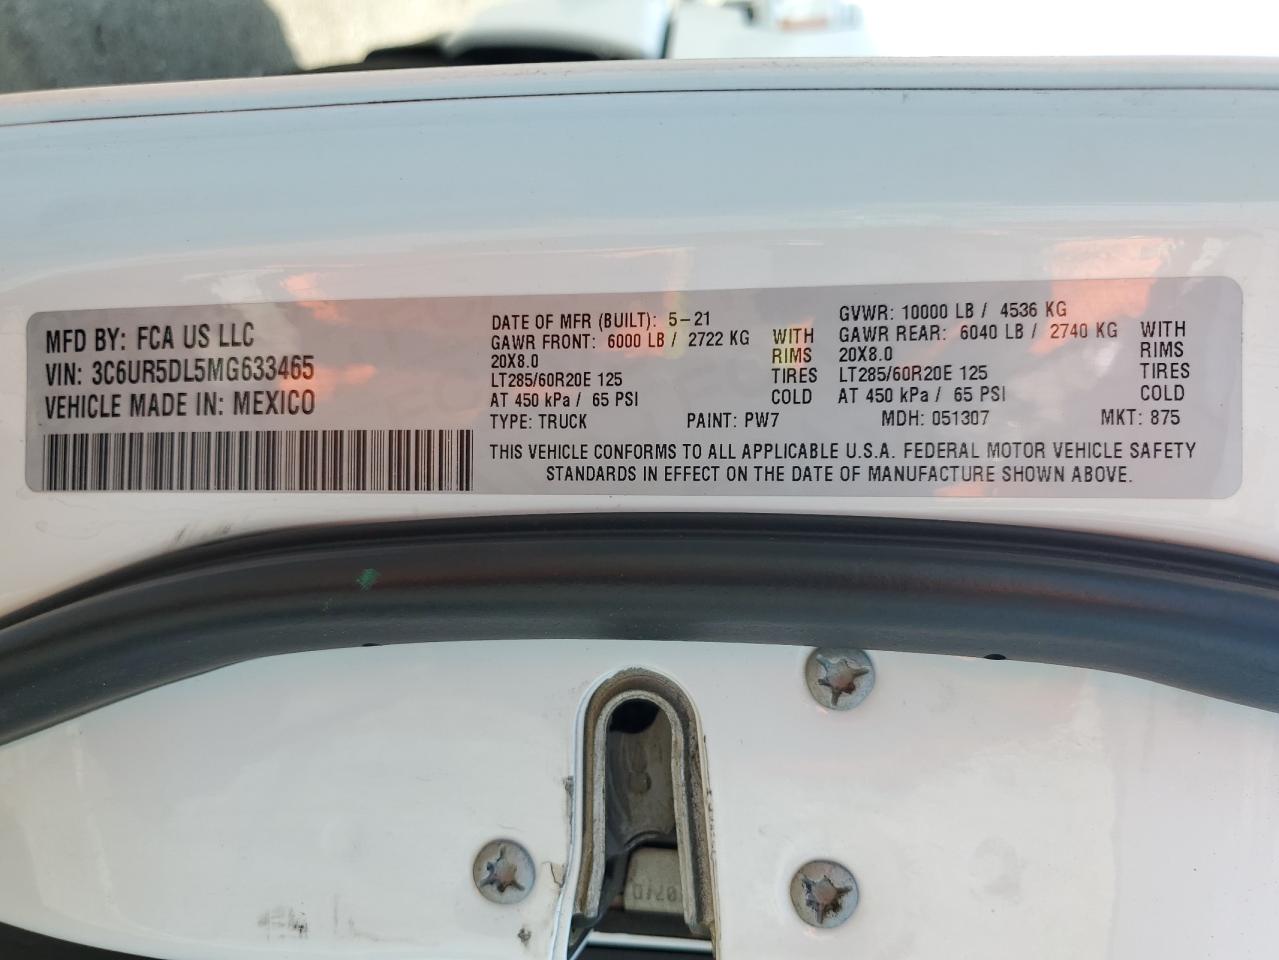 MFD BY: FCA US LLC
VIN: 3C6UR5DL5MG633465
VEHICLE MADE IN: MEXICO
DATE OF MFR (BUILT): 5-21
GAWR FRONT: 6000 LB / 2722 KG WITH
20X8.0 RIMS
LT285/60R20E 125 TIRES
AT 450 kPa / 65 PSI COLD
GVWR: 10000 LB / 4536 KG
GAWR REAR: 6040 LB / 2740 KG WITH
20X8.0 RIMS
LT285/60R20E 125 TIRES
AT 450 kPa / 65 PSI COLD
TYPE: TRUCK PAINT: PW7 MDH: 051307 MKT: 875
THIS VEHICLE CONFORMS TO ALL APPLICABLE U.S.A. FEDERAL MOTOR VEHICLE SAFETY
STANDARDS IN EFFECT ON THE DATE OF MANUFACTURE SHOWN ABOVE.